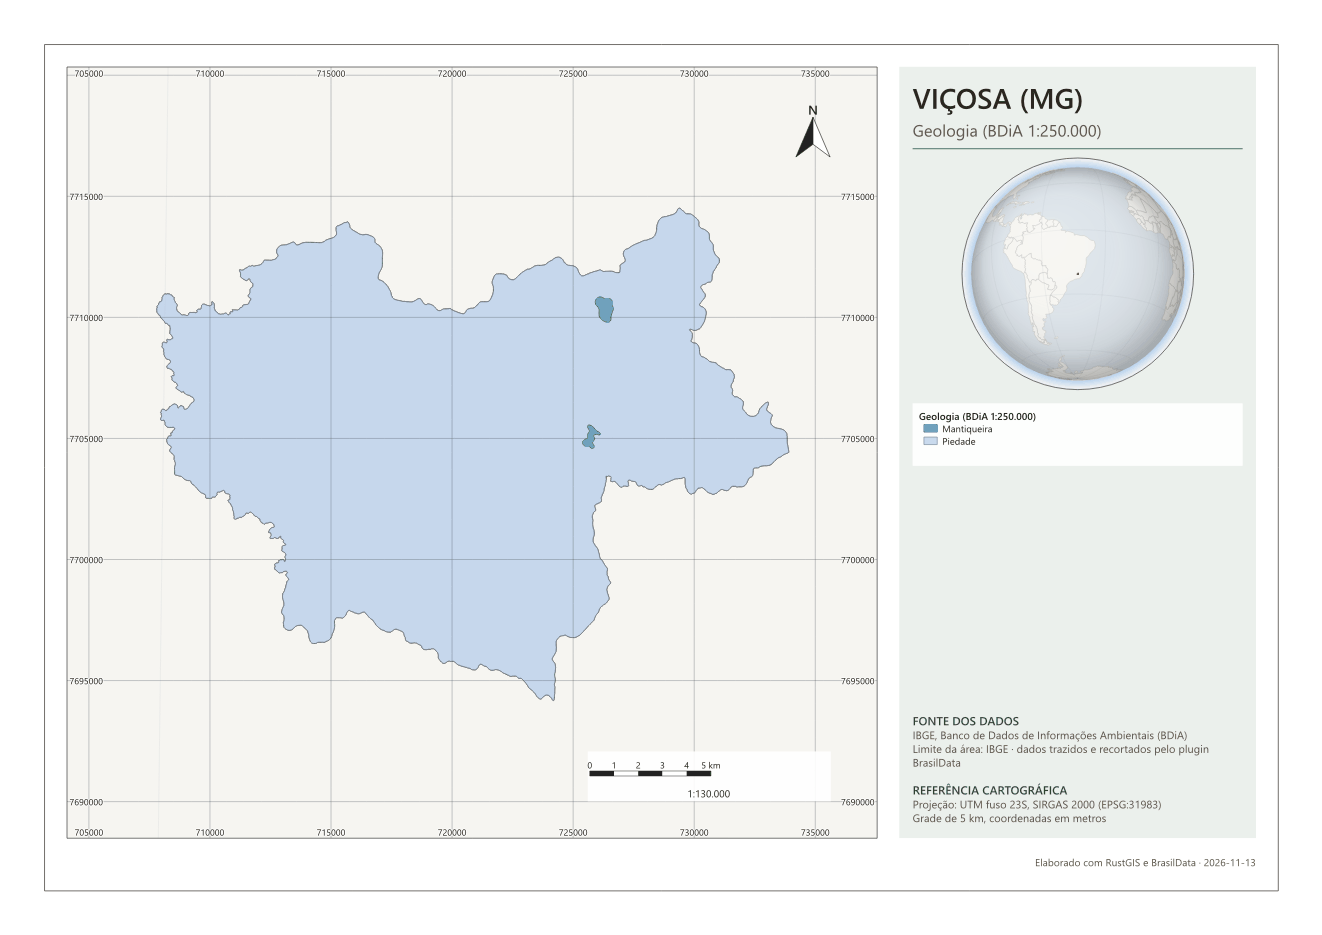 705000 710000 715000 720000 725000 730000 735000
N
7715000 7715000
7710000 7710000
7705000 7705000
7700000 7700000
7695000 7695000
0 1 2 3 4 5 km
1:130.000
7690000 7690000
705000 710000 715000 720000 725000 730000 735000
VIÇOSA (MG)
Geologia (BDiA 1:250.000)
Geologia (BDiA 1:250.000)
Mantiqueira
Piedade
FONTE DOS DADOS
IBGE, Banco de Dados de Informações Ambientais (BDiA)
Limite da área: IBGE · dados trazidos e recortados pelo plugin
BrasilData
REFERÊNCIA CARTOGRÁFICA
Projeção: UTM fuso 23S, SIRGAS 2000 (EPSG:31983)
Grade de 5 km, coordenadas em metros
Elaborado com RustGIS e BrasilData · 2026-11-13